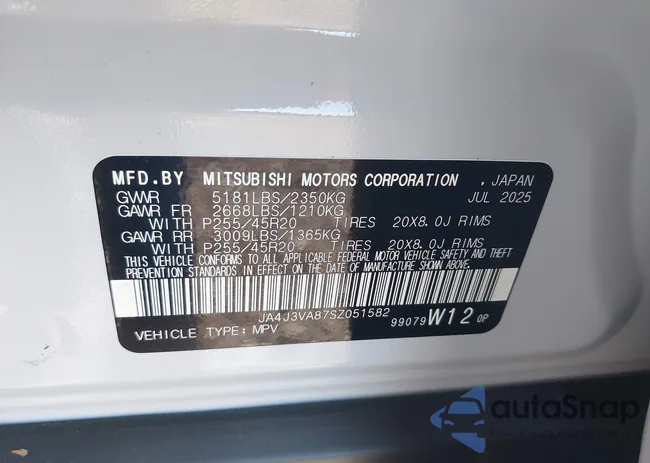 MFD.BY MITSUBISHI MOTORS CORPORATION , JAPAN
GVWR 5181LBS/2350KG JUL 2025
GAWR FR 2668LBS/1210KG
WITH P255/45R20 TIRES 20X8.0J RIMS
GAWR RR 3009LBS/1365KG
WITH P255/45R20 TIRES 20X8.0J RIMS
THIS VEHICLE CONFORMS TO ALL APPLICABLE FEDERAL MOTOR VEHICLE SAFETY AND THEFT
PREVENTION STANDARDS IN EFFECT ON THE DATE OF MANUFACTURE SHOWN ABOVE.
JA4J3VA87SZ051582
VEHICLE TYPE: MPV 99079 W12 0P
autoSnap